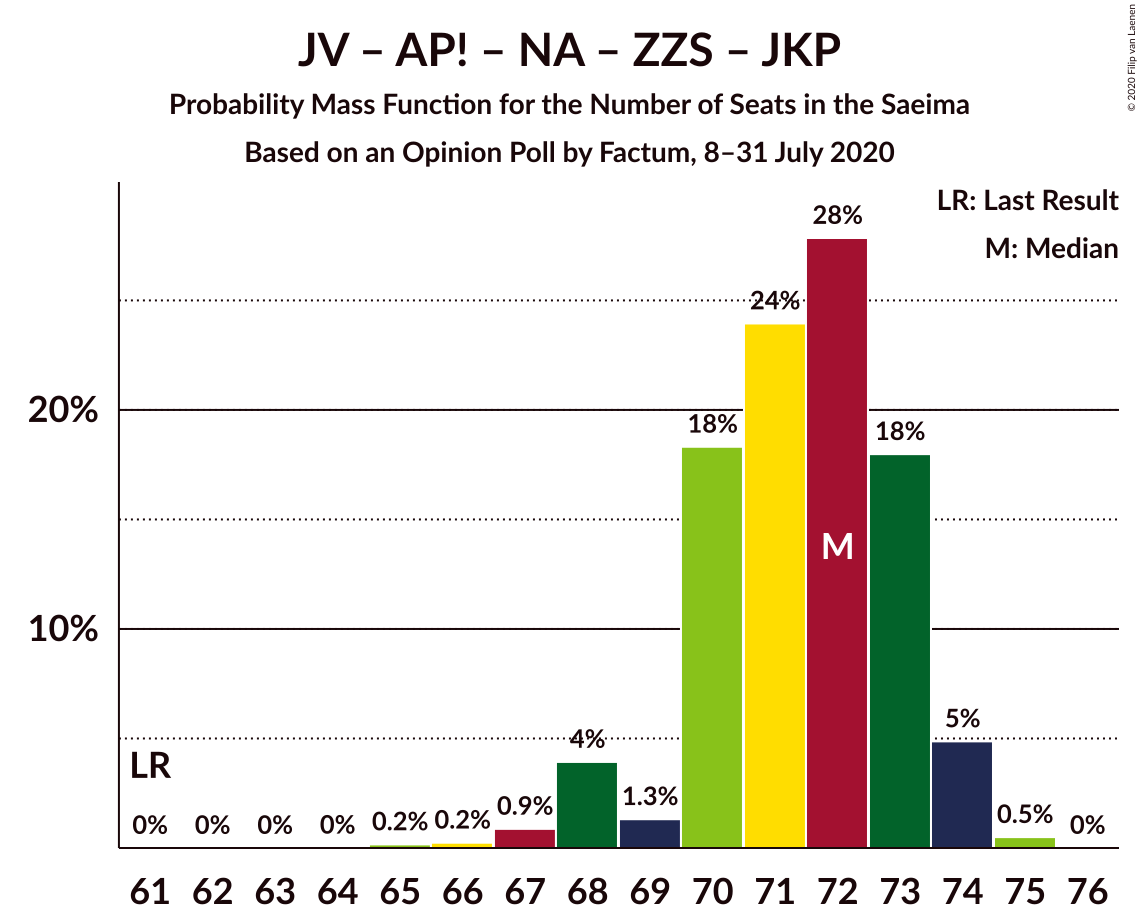 JV – AP! – NA – ZZS – JKP
Probability Mass Function for the Number of Seats in the Saeima
Based on an Opinion Poll by Factum, 8–31 July 2020
© 2020 Filip van Laenen
LR: Last Result
M: Median
28%
24%
20%
18%
18%
M
10%
5%
4%
LR
0% 0% 0% 0% 0.2% 0.2% 0.9% 1.3% 0.5% 0%
61 62 63 64 65 66 67 68 69 70 71 72 73 74 75 76